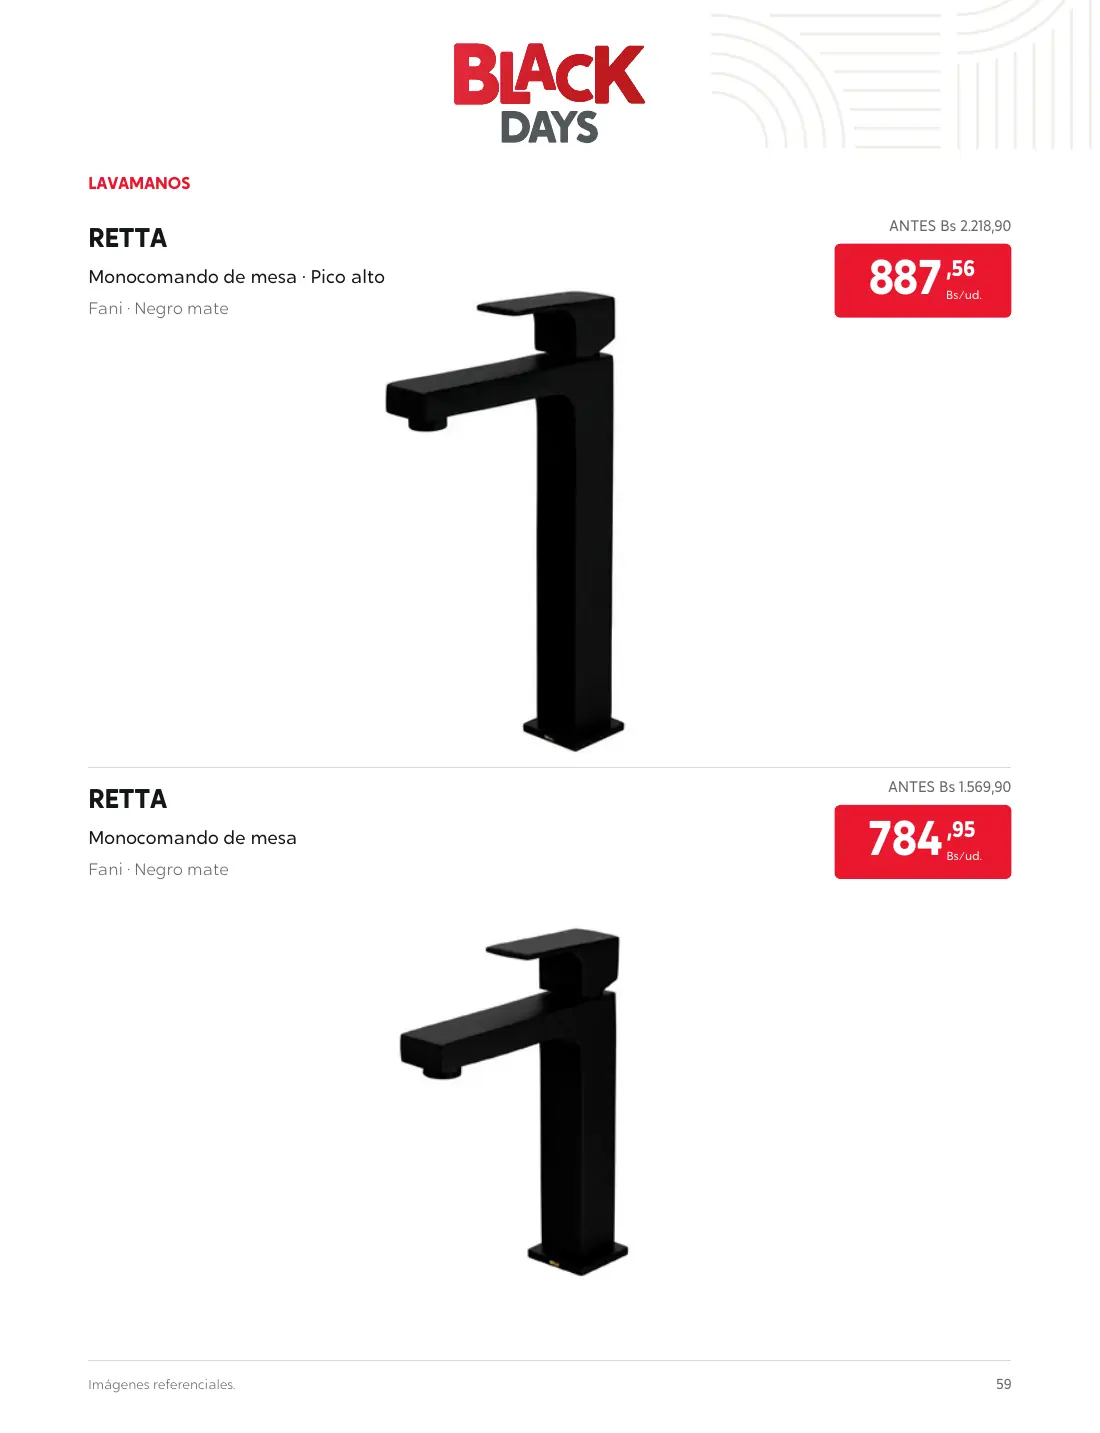 BLACK
DAYS
LAVAMANOS
RETTA
Monocomando de mesa · Pico alto
Fani · Negro mate
ANTES Bs 2.218,90
887,56
Bs/ud.
RETTA
Monocomando de mesa
Fani · Negro mate
ANTES Bs 1.569,90
784,95
Bs/ud.
Imágenes referenciales.
59